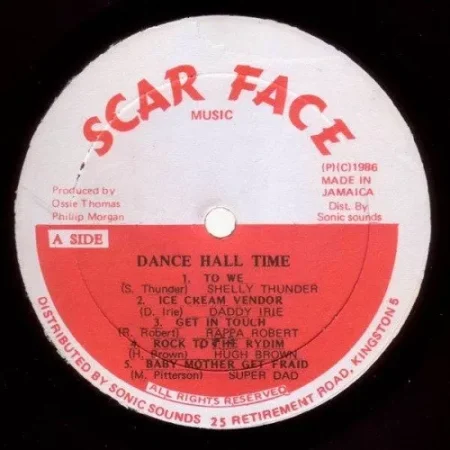 SCAR FACE
MUSIC
Produced by
Ossie Thomas
Phillip Morgan
(P)(C)1986
MADE IN
JAMAICA
Dist. By
Sonic sounds
A SIDE
DANCE HALL TIME
1. TO WE
(S. Thunder) SHELLY THUNDER
2. ICE CREAM VENDOR
(D. Irie) DADDY IRIE
3. GET IN TOUCH
(R. Robert) RAPPA ROBERT
4. ROCK TO THE RYDIM
(H. Brown) HUGH BROWN
5. BABY MOTHER GET FRAID
(M. Pitterson) SUPER DAD
ALL RIGHTS RESERVED
DISTRIBUTED BY SONIC SOUNDS 25 RETIREMENT ROAD, KINGSTON 5